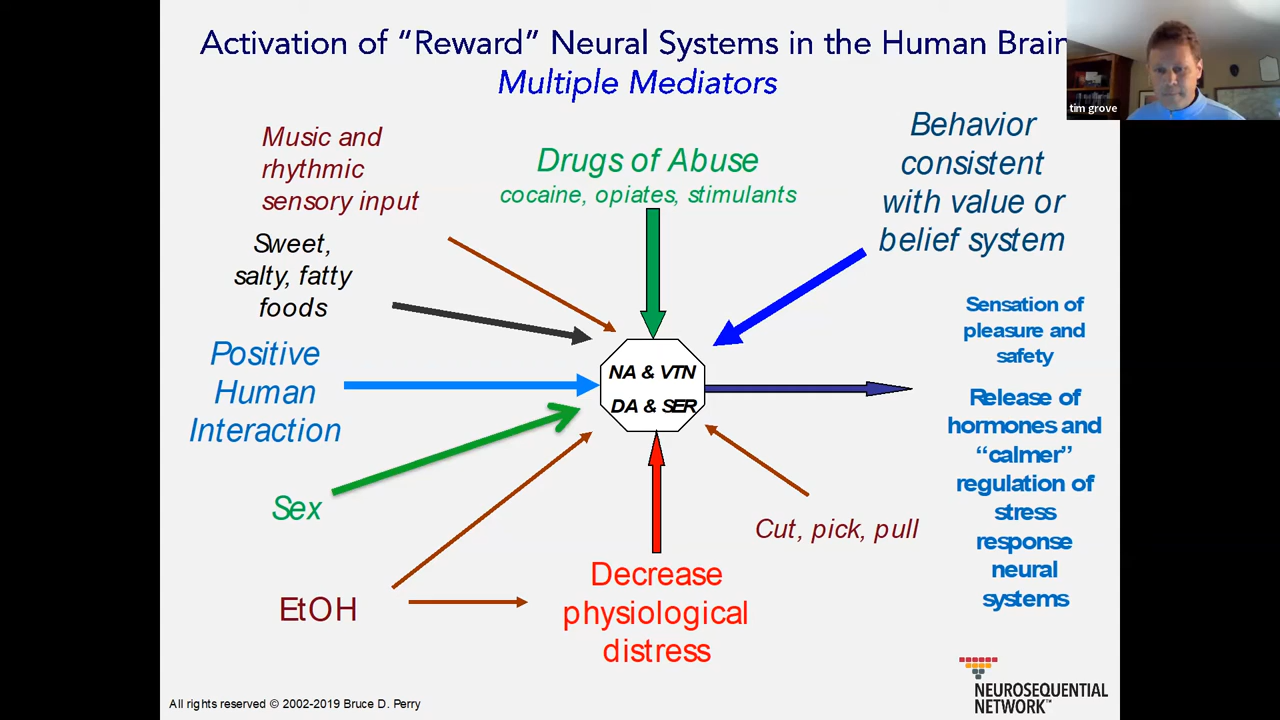 Activation of “Reward” Neural Systems in the Human Brain
Multiple Mediators
tim grove
Music and
rhythmic
sensory input
Drugs of Abuse
cocaine, opiates, stimulants
Behavior
consistent
with value or
belief system
Sweet,
salty, fatty
foods
Positive
Human
Interaction
NA & VTN
DA & SER
Sensation of
pleasure and
safety
Release of
hormones and
“calmer”
regulation of
stress
response
neural
systems
Sex
Cut, pick, pull
EtOH
Decrease
physiological
distress
All rights reserved © 2002-2019 Bruce D. Perry
NEUROSEQUENTIAL
NETWORK™